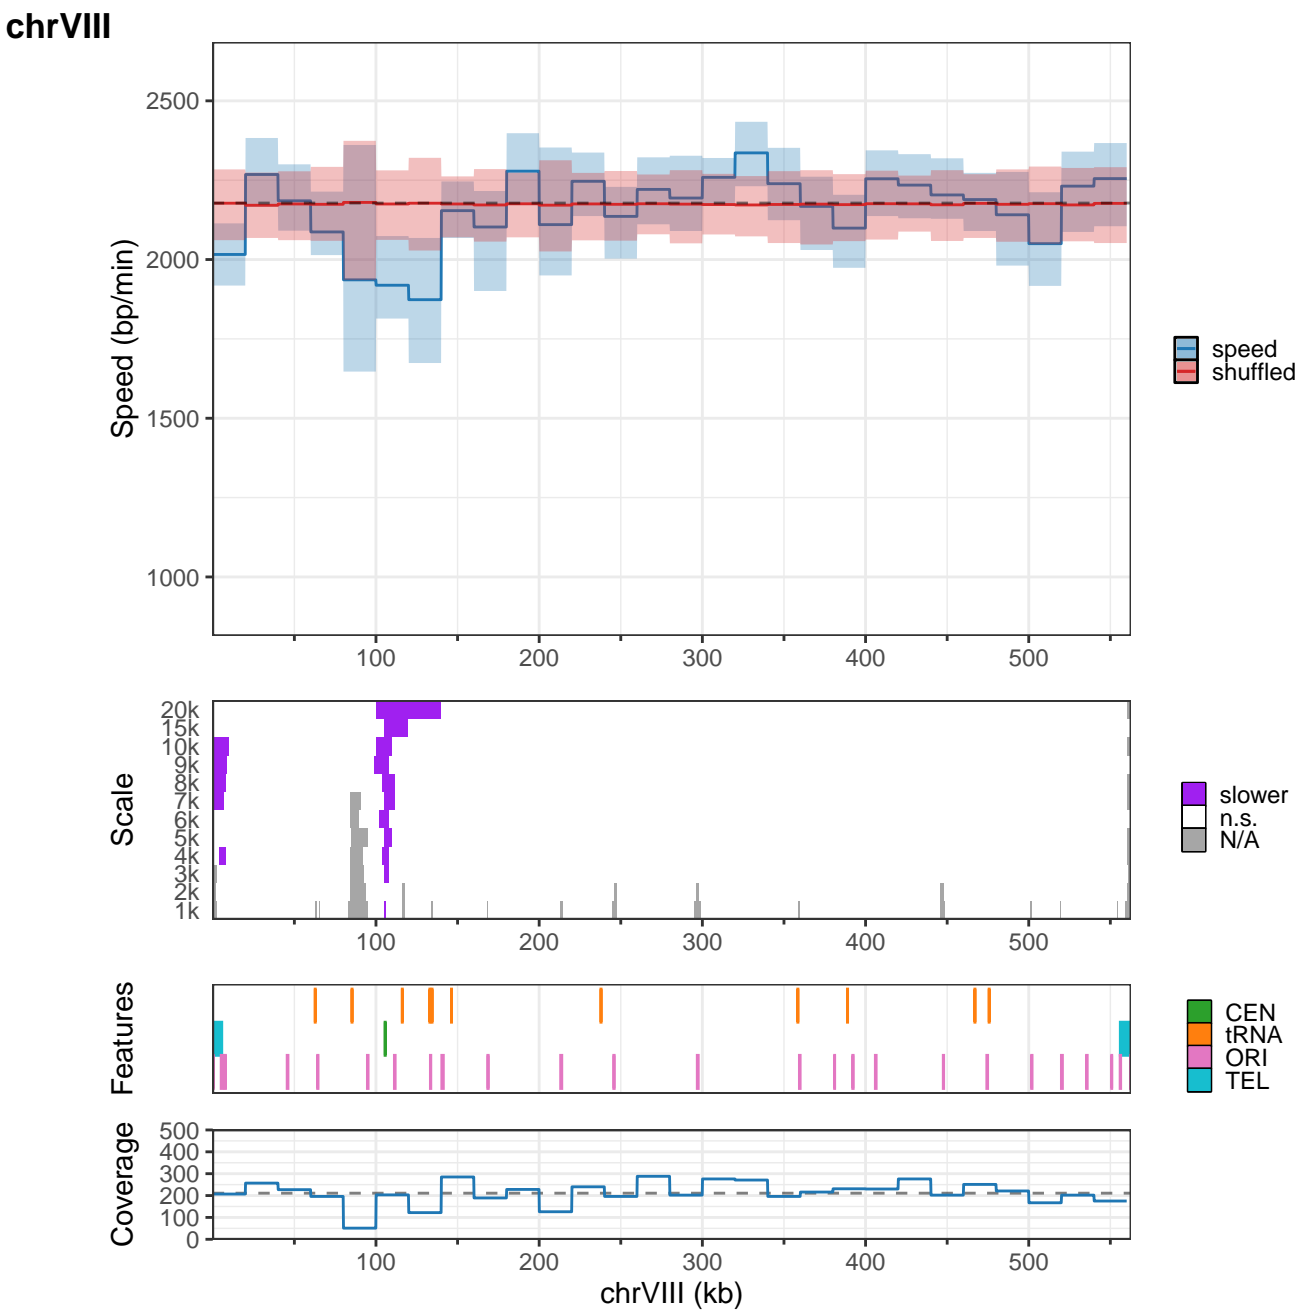 chrVIII
Speed (bp/min)
2500
2000
1500
1000
100 200 300 400 500
speed
shuffled
Scale
20k
15k
10k
9k
8k
7k
6k
5k
4k
3k
2k
1k
100 200 300 400 500
slower
n.s.
N/A
Features
CEN
tRNA
ORI
TEL
Coverage
500
400
300
200
100
0
100 200 300 400 500
chrVIII (kb)